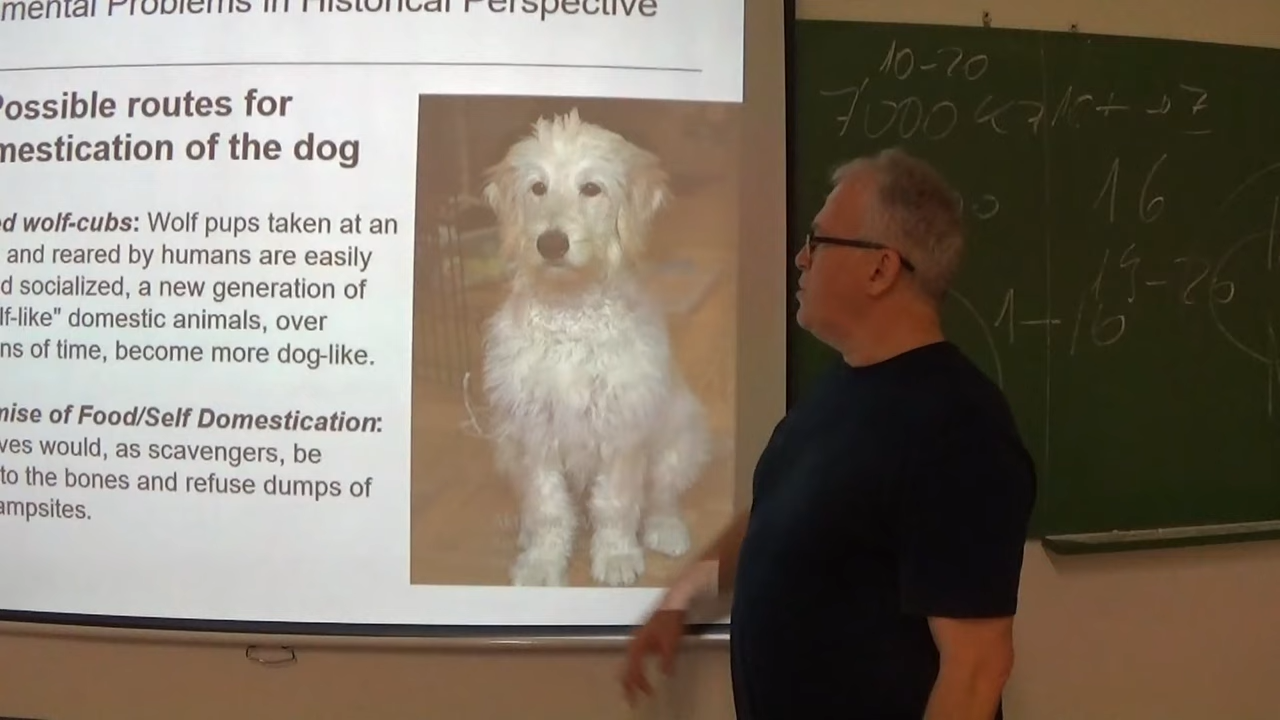 mental Problems in Historical Perspective
Possible routes for
mestication of the dog
d wolf-cubs: Wolf pups taken at an
and reared by humans are easily
d socialized, a new generation of
lf-like" domestic animals, over
ns of time, become more dog-like.
mise of Food/Self Domestication:
ves would, as scavengers, be
to the bones and refuse dumps of
ampsites.
10-20
7000
16
1-16